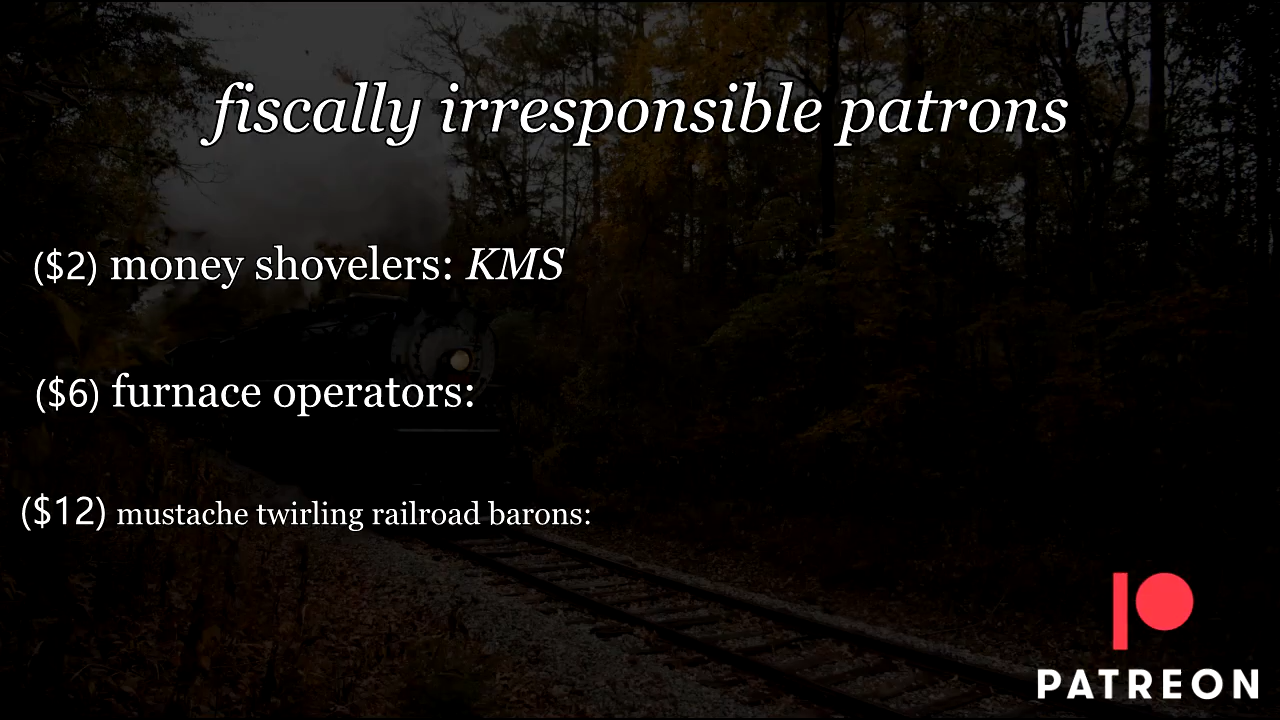 fiscally irresponsible patrons
($2) money shovelers: KMS
($6) furnace operators:
($12) mustache twirling railroad barons:
PATREON